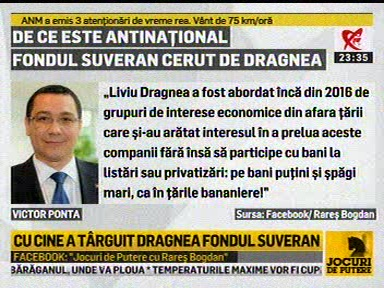 ANM a emis 3 atenționări de vreme rea. Vânt de 75 km/oră
DE CE ESTE ANTINAȚIONAL
FONDUL SUVERAN CERUT DE DRAGNEA
23:35
„Liviu Dragnea a fost abordat încă din 2016 de
grupuri de interese economice din afara țării
care și-au arătat interesul în a prelua aceste
companii fără însă să participe cu bani la
listări sau privatizări: pe bani puțini și șpăgi
mari, ca în țările bananiere!"
VICTOR PONTA
Sursa: Facebook/ Rareș Bogdan
CU CINE A TÂRGUIT DRAGNEA FONDUL SUVERAN
FACEBOOK: "Jocuri de Putere cu Rareș Bogdan"
JOCURI
DE PUTERE
BĂRĂGANUL, UNDE VA PLOUA * TEMPERATURILE MAXIME VOR FI CUP